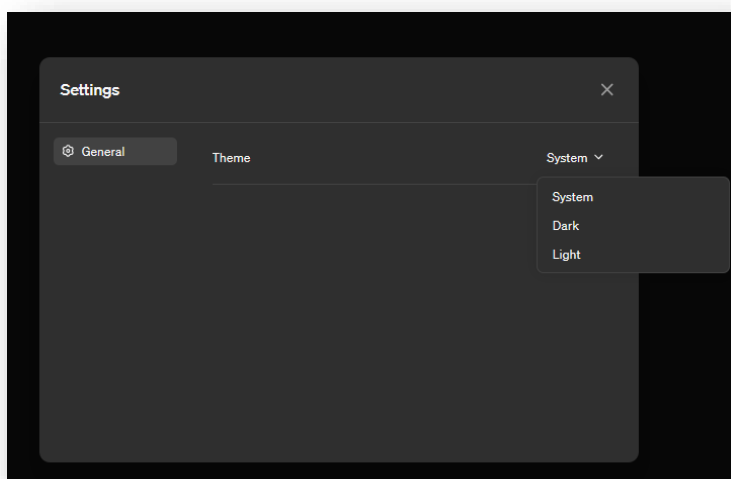 Settings
General
Theme
System
System
Dark
Light